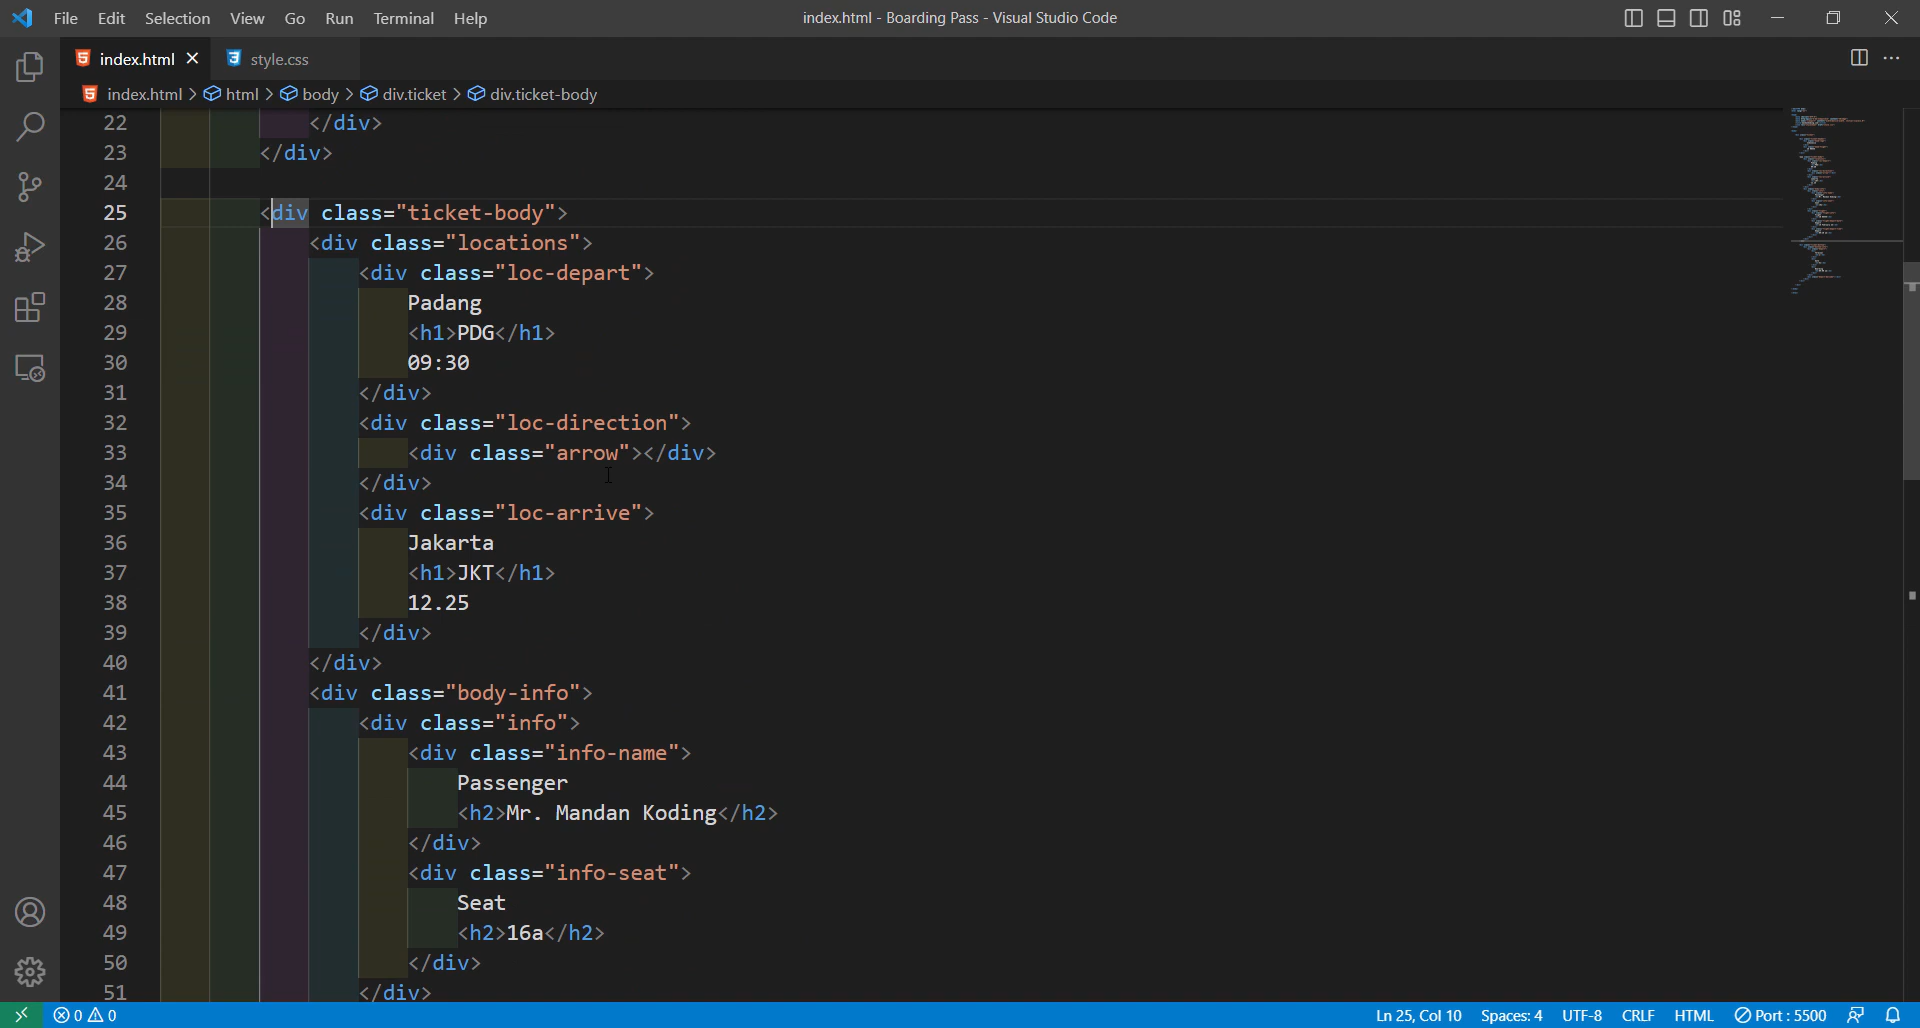 File Edit Selection View Go Run Terminal Help
index.html - Boarding Pass - Visual Studio Code
index.html
style.css
index.html > html > body > div.ticket > div.ticket-body
22 </div>
23 </div>
24
25 <div class="ticket-body">
26 <div class="locations">
27 <div class="loc-depart">
28 Padang
29 <h1>PDG</h1>
30 09:30
31 </div>
32 <div class="loc-direction">
33 <div class="arrow"></div>
34 </div>
35 <div class="loc-arrive">
36 Jakarta
37 <h1>JKT</h1>
38 12.25
39 </div>
40 </div>
41 <div class="body-info">
42 <div class="info">
43 <div class="info-name">
44 Passenger
45 <h2>Mr. Mandan Koding</h2>
46 </div>
47 <div class="info-seat">
48 Seat
49 <h2>16a</h2>
50 </div>
51 </div>
0 0 Ln 25, Col 10 Spaces: 4 UTF-8 CRLF HTML Port : 5500